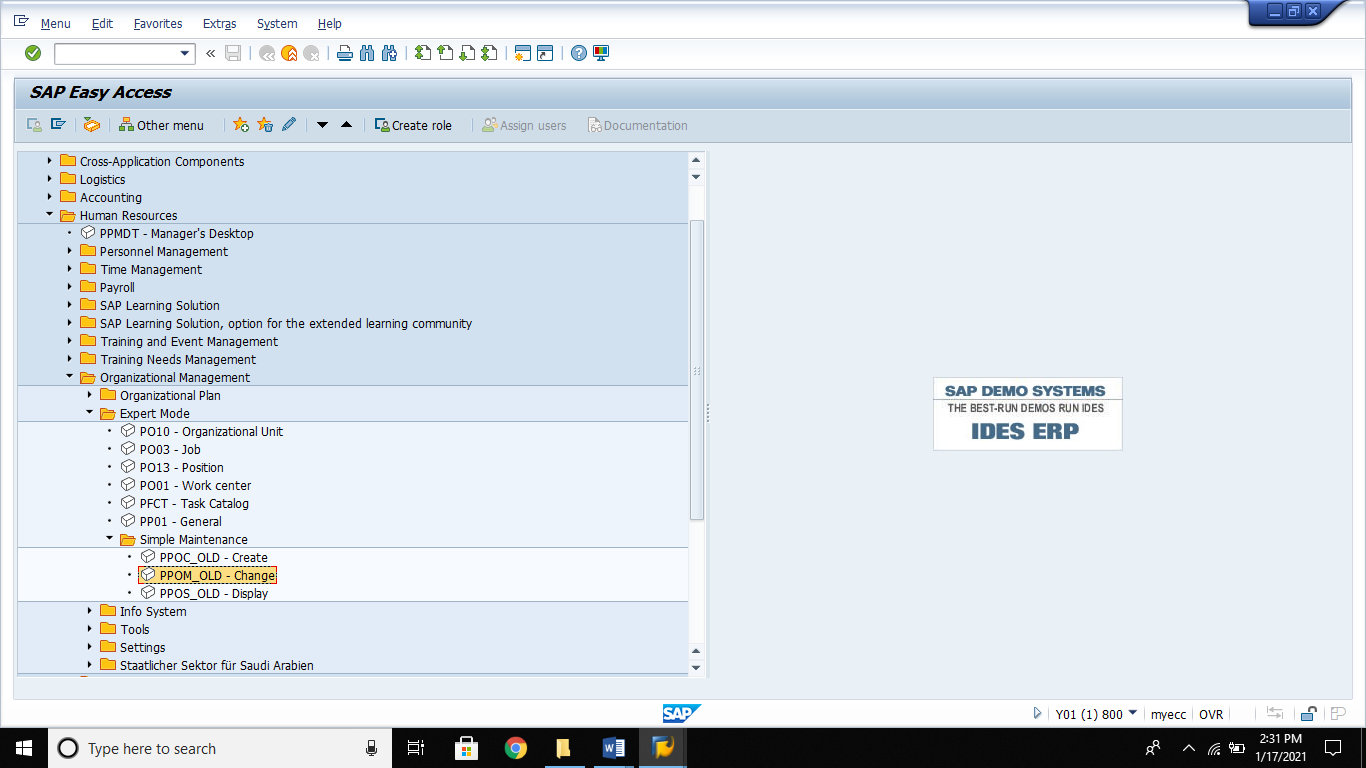 Menu Edit Favorites Extras System Help
SAP Easy Access
Other menu Create role Assign users Documentation
Cross-Application Components
Logistics
Accounting
Human Resources
PPMDT - Manager's Desktop
Personnel Management
Time Management
Payroll
SAP Learning Solution
SAP Learning Solution, option for the extended learning community
Training and Event Management
Training Needs Management
Organizational Management
Organizational Plan
Expert Mode
PO10 - Organizational Unit
PO03 - Job
PO13 - Position
PO01 - Work center
PFCT - Task Catalog
PP01 - General
Simple Maintenance
PPOC_OLD - Create
PPOM_OLD - Change
PPOS_OLD - Display
Info System
Tools
Settings
Staatlicher Sektor für Saudi Arabien
SAP DEMO SYSTEMS
THE BEST-RUN DEMOS RUN IDES
IDES ERP
SAP
Y01 (1) 800 myecc OVR
Type here to search
2:31 PM
1/17/2021